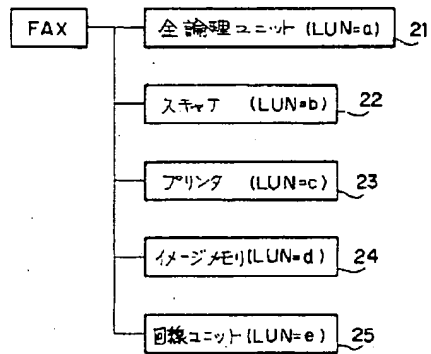 FAX
全論理ユニット (LUN=a) 21
スキャナ (LUN=b) 22
プリンタ (LUN=c) 23
イメージメモリ(LUN=d) 24
回線ユニット(LUN=e) 25